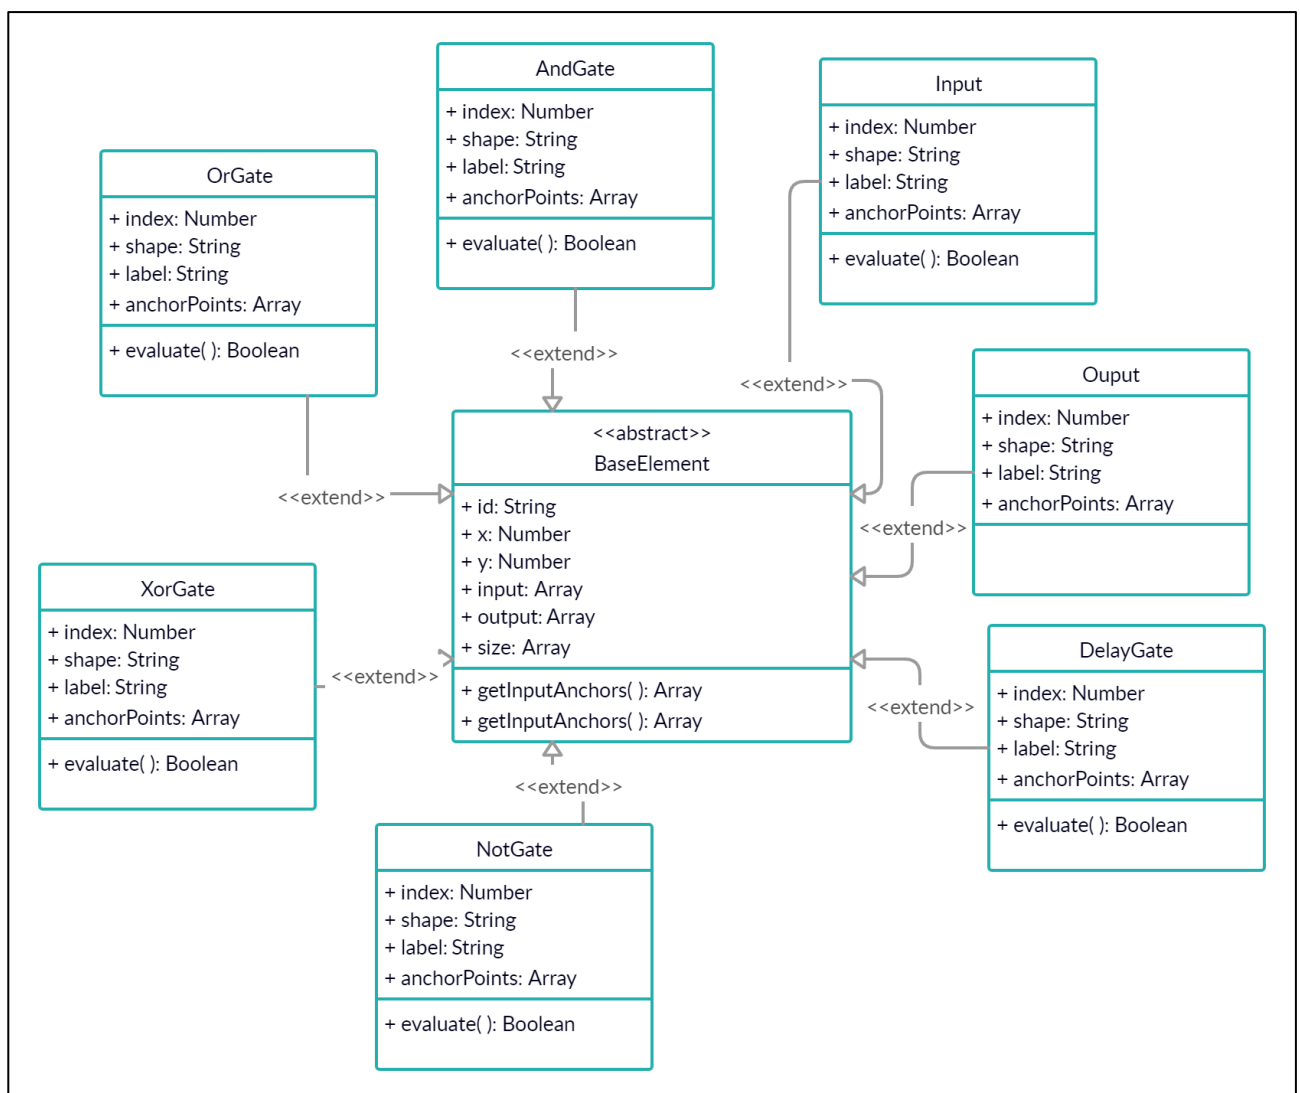 AndGate
+ index: Number
+ shape: String
+ label: String
+ anchorPoints: Array
+ evaluate( ): Boolean
Input
+ index: Number
+ shape: String
+ label: String
+ anchorPoints: Array
+ evaluate( ): Boolean
OrGate
+ index: Number
+ shape: String
+ label: String
+ anchorPoints: Array
+ evaluate( ): Boolean
<<extend>>
<<extend>>
<<extend>>
Ouput
+ index: Number
+ shape: String
+ label: String
+ anchorPoints: Array
<<extend>>
<<abstract>>
BaseElement
+ id: String
+ x: Number
+ y: Number
+ input: Array
+ output: Array
+ size: Array
+ getInputAnchors( ): Array
+ getInputAnchors( ): Array
XorGate
+ index: Number
+ shape: String
+ label: String
+ anchorPoints: Array
+ evaluate( ): Boolean
<<extend>>
<<extend>>
DelayGate
+ index: Number
+ shape: String
+ label: String
+ anchorPoints: Array
+ evaluate( ): Boolean
<<extend>>
NotGate
+ index: Number
+ shape: String
+ label: String
+ anchorPoints: Array
+ evaluate( ): Boolean